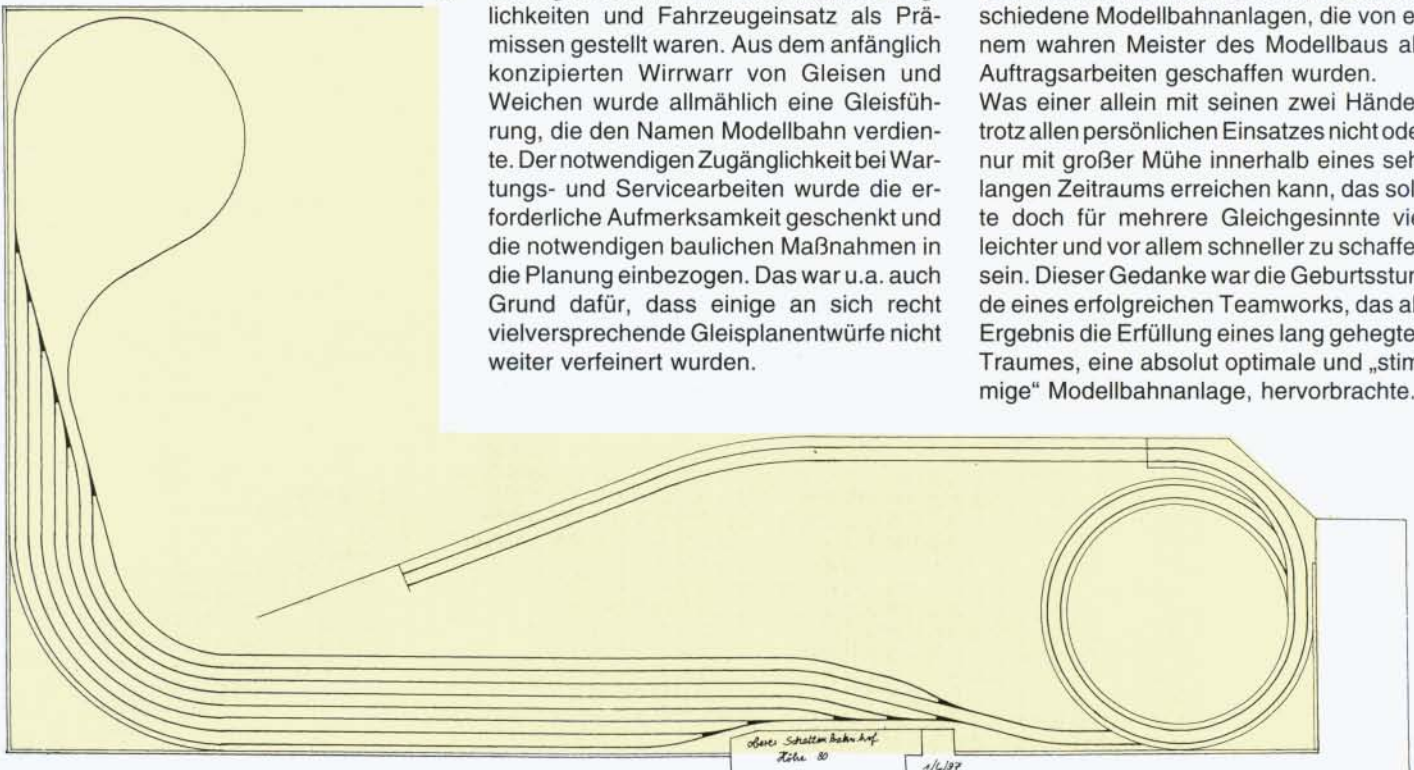 lichkeiten und Fahrzeugeinsatz als Prä-
missen gestellt waren. Aus dem anfänglich
konzipierten Wirrwarr von Gleisen und
Weichen wurde allmählich eine Gleisfüh-
rung, die den Namen Modellbahn verdien-
te. Der notwendigen Zugänglichkeit bei War-
tungs- und Servicearbeiten wurde die er-
forderliche Aufmerksamkeit geschenkt und
die notwendigen baulichen Maßnahmen in
die Planung einbezogen. Das war u.a. auch
Grund dafür, dass einige an sich recht
vielversprechende Gleisplanentwürfe nicht
weiter verfeinert wurden.
schiedene Modellbahnanlagen, die von e
nem wahren Meister des Modellbaus al
Auftragsarbeiten geschaffen wurden.
Was einer allein mit seinen zwei Hände
trotz allen persönlichen Einsatzes nicht ode
nur mit großer Mühe innerhalb eines seh
langen Zeitraums erreichen kann, das soll
te doch für mehrere Gleichgesinnte vie
leichter und vor allem schneller zu schaffe
sein. Dieser Gedanke war die Geburtsstun
de eines erfolgreichen Teamworks, das al
Ergebnis die Erfüllung eines lang gehegte
Traumes, eine absolut optimale und „stim
mige“ Modellbahnanlage, hervorbrachte.
oberer Schattenbahnhof
Höhe 80
1/6/97